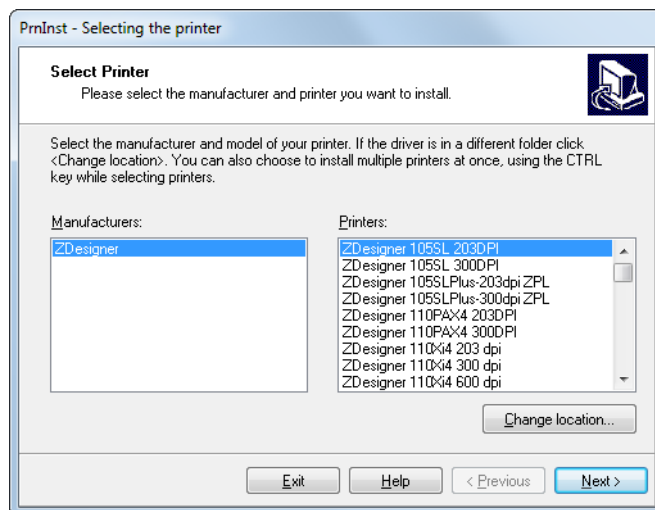 PrnInst - Selecting the printer
Select Printer
Please select the manufacturer and printer you want to install.
Select the manufacturer and model of your printer. If the driver is in a different folder click
<Change location>. You can also choose to install multiple printers at once, using the CTRL
key while selecting printers.
Manufacturers:
ZDesigner
Printers:
ZDesigner 105SL 203DPI
ZDesigner 105SL 300DPI
ZDesigner 105SLPlus-203dpi ZPL
ZDesigner 105SLPlus-300dpi ZPL
ZDesigner 110PAX4 203DPI
ZDesigner 110PAX4 300DPI
ZDesigner 110Xi4 203 dpi
ZDesigner 110Xi4 300 dpi
ZDesigner 110Xi4 600 dpi
Change location...
Exit
Help
< Previous
Next >